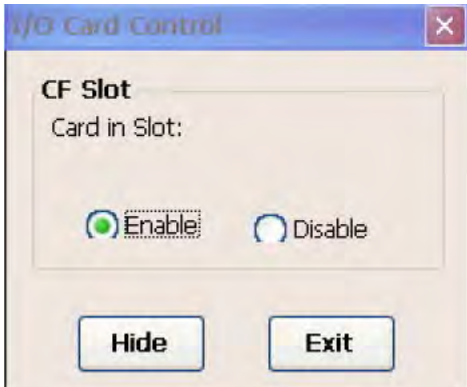 I/O Card Control
CF Slot
Card in Slot:
Enable Disable
Hide Exit